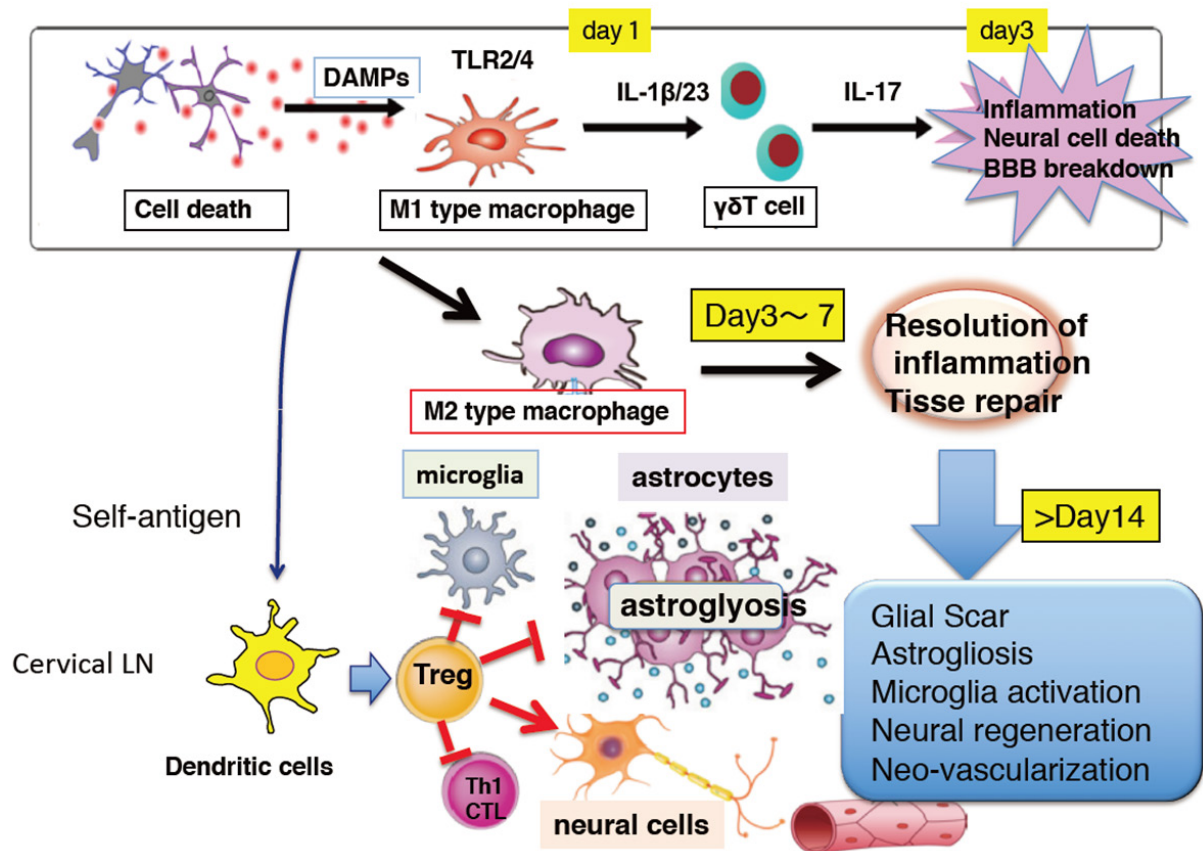 day 1
day3
DAMPs
TLR2/4
IL-1β/23
IL-17
Inflammation
Neural cell death
BBB breakdown
Cell death
M1 type macrophage
γδT cell
Day3～ 7
Resolution of
inflammation
Tisse repair
M2 type macrophage
microglia
astrocytes
>Day14
Self-antigen
astroglyosis
Glial Scar
Astrogliosis
Microglia activation
Neural regeneration
Neo-vascularization
Cervical LN
Treg
Dendritic cells
Th1
CTL
neural cells